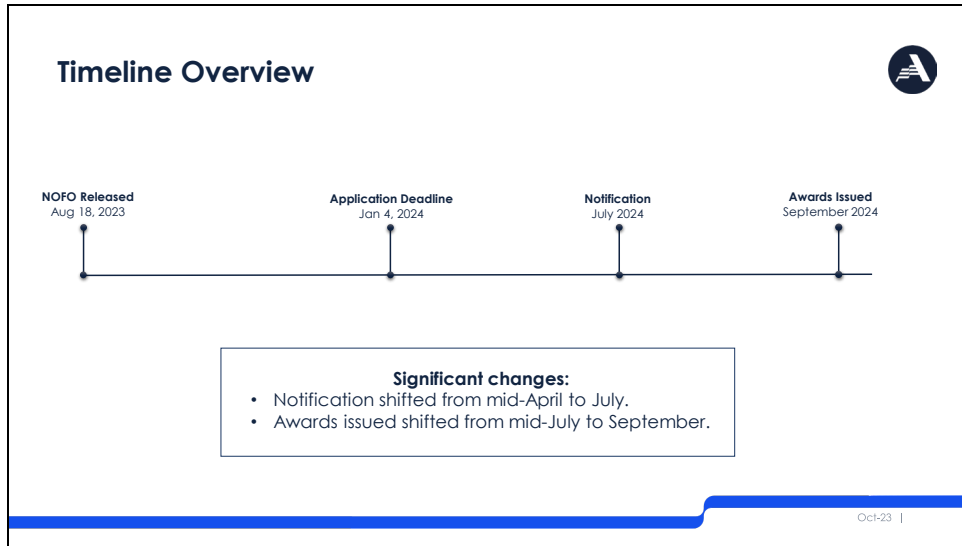 Timeline Overview
NOFO Released
Aug 18, 2023
Application Deadline
Jan 4, 2024
Notification
July 2024
Awards Issued
September 2024
Significant changes:
• Notification shifted from mid-April to July.
• Awards issued shifted from mid-July to September.
Oct-23 |